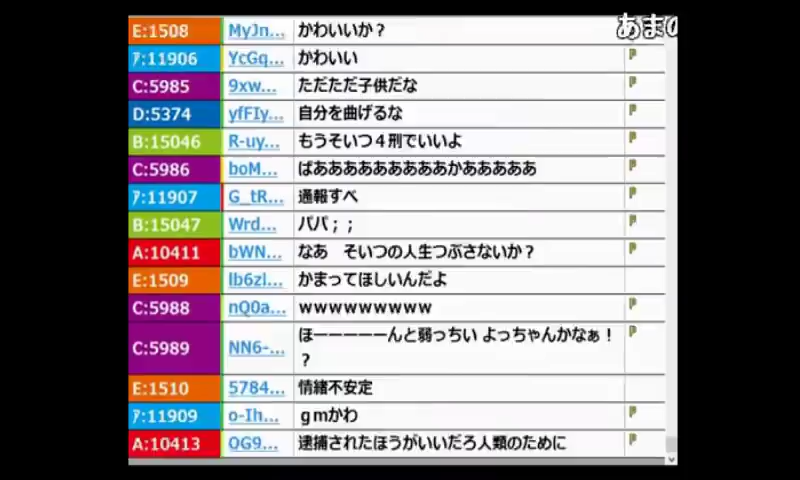 あまの
E:1508 MyJn... かわいいか？
ｱ:11906 YcGq... かわいい
C:5985 9xw... ただただ子供だな
D:5374 yfFIy... 自分を曲げるな
B:15046 R-uy... もうそいつ４刑でいいよ
C:5986 boM... ばあああああああああかあああああ
ｱ:11907 G_tR... 通報すべ
B:15047 Wrd... パパ；；
A:10411 bWN... なあ　そいつの人生つぶさないか？
E:1509 lb6zl... かまってほしいんだよ
C:5988 nQ0a... wwwwwwwww
C:5989 NN6-... ほーーーーーんと弱っちい よっちゃんかなぁ！
？
E:1510 5784... 情緒不安定
ｱ:11909 o-Ih... ｇｍかわ
A:10413 OG9... 逮捕されたほうがいいだろ人類のために